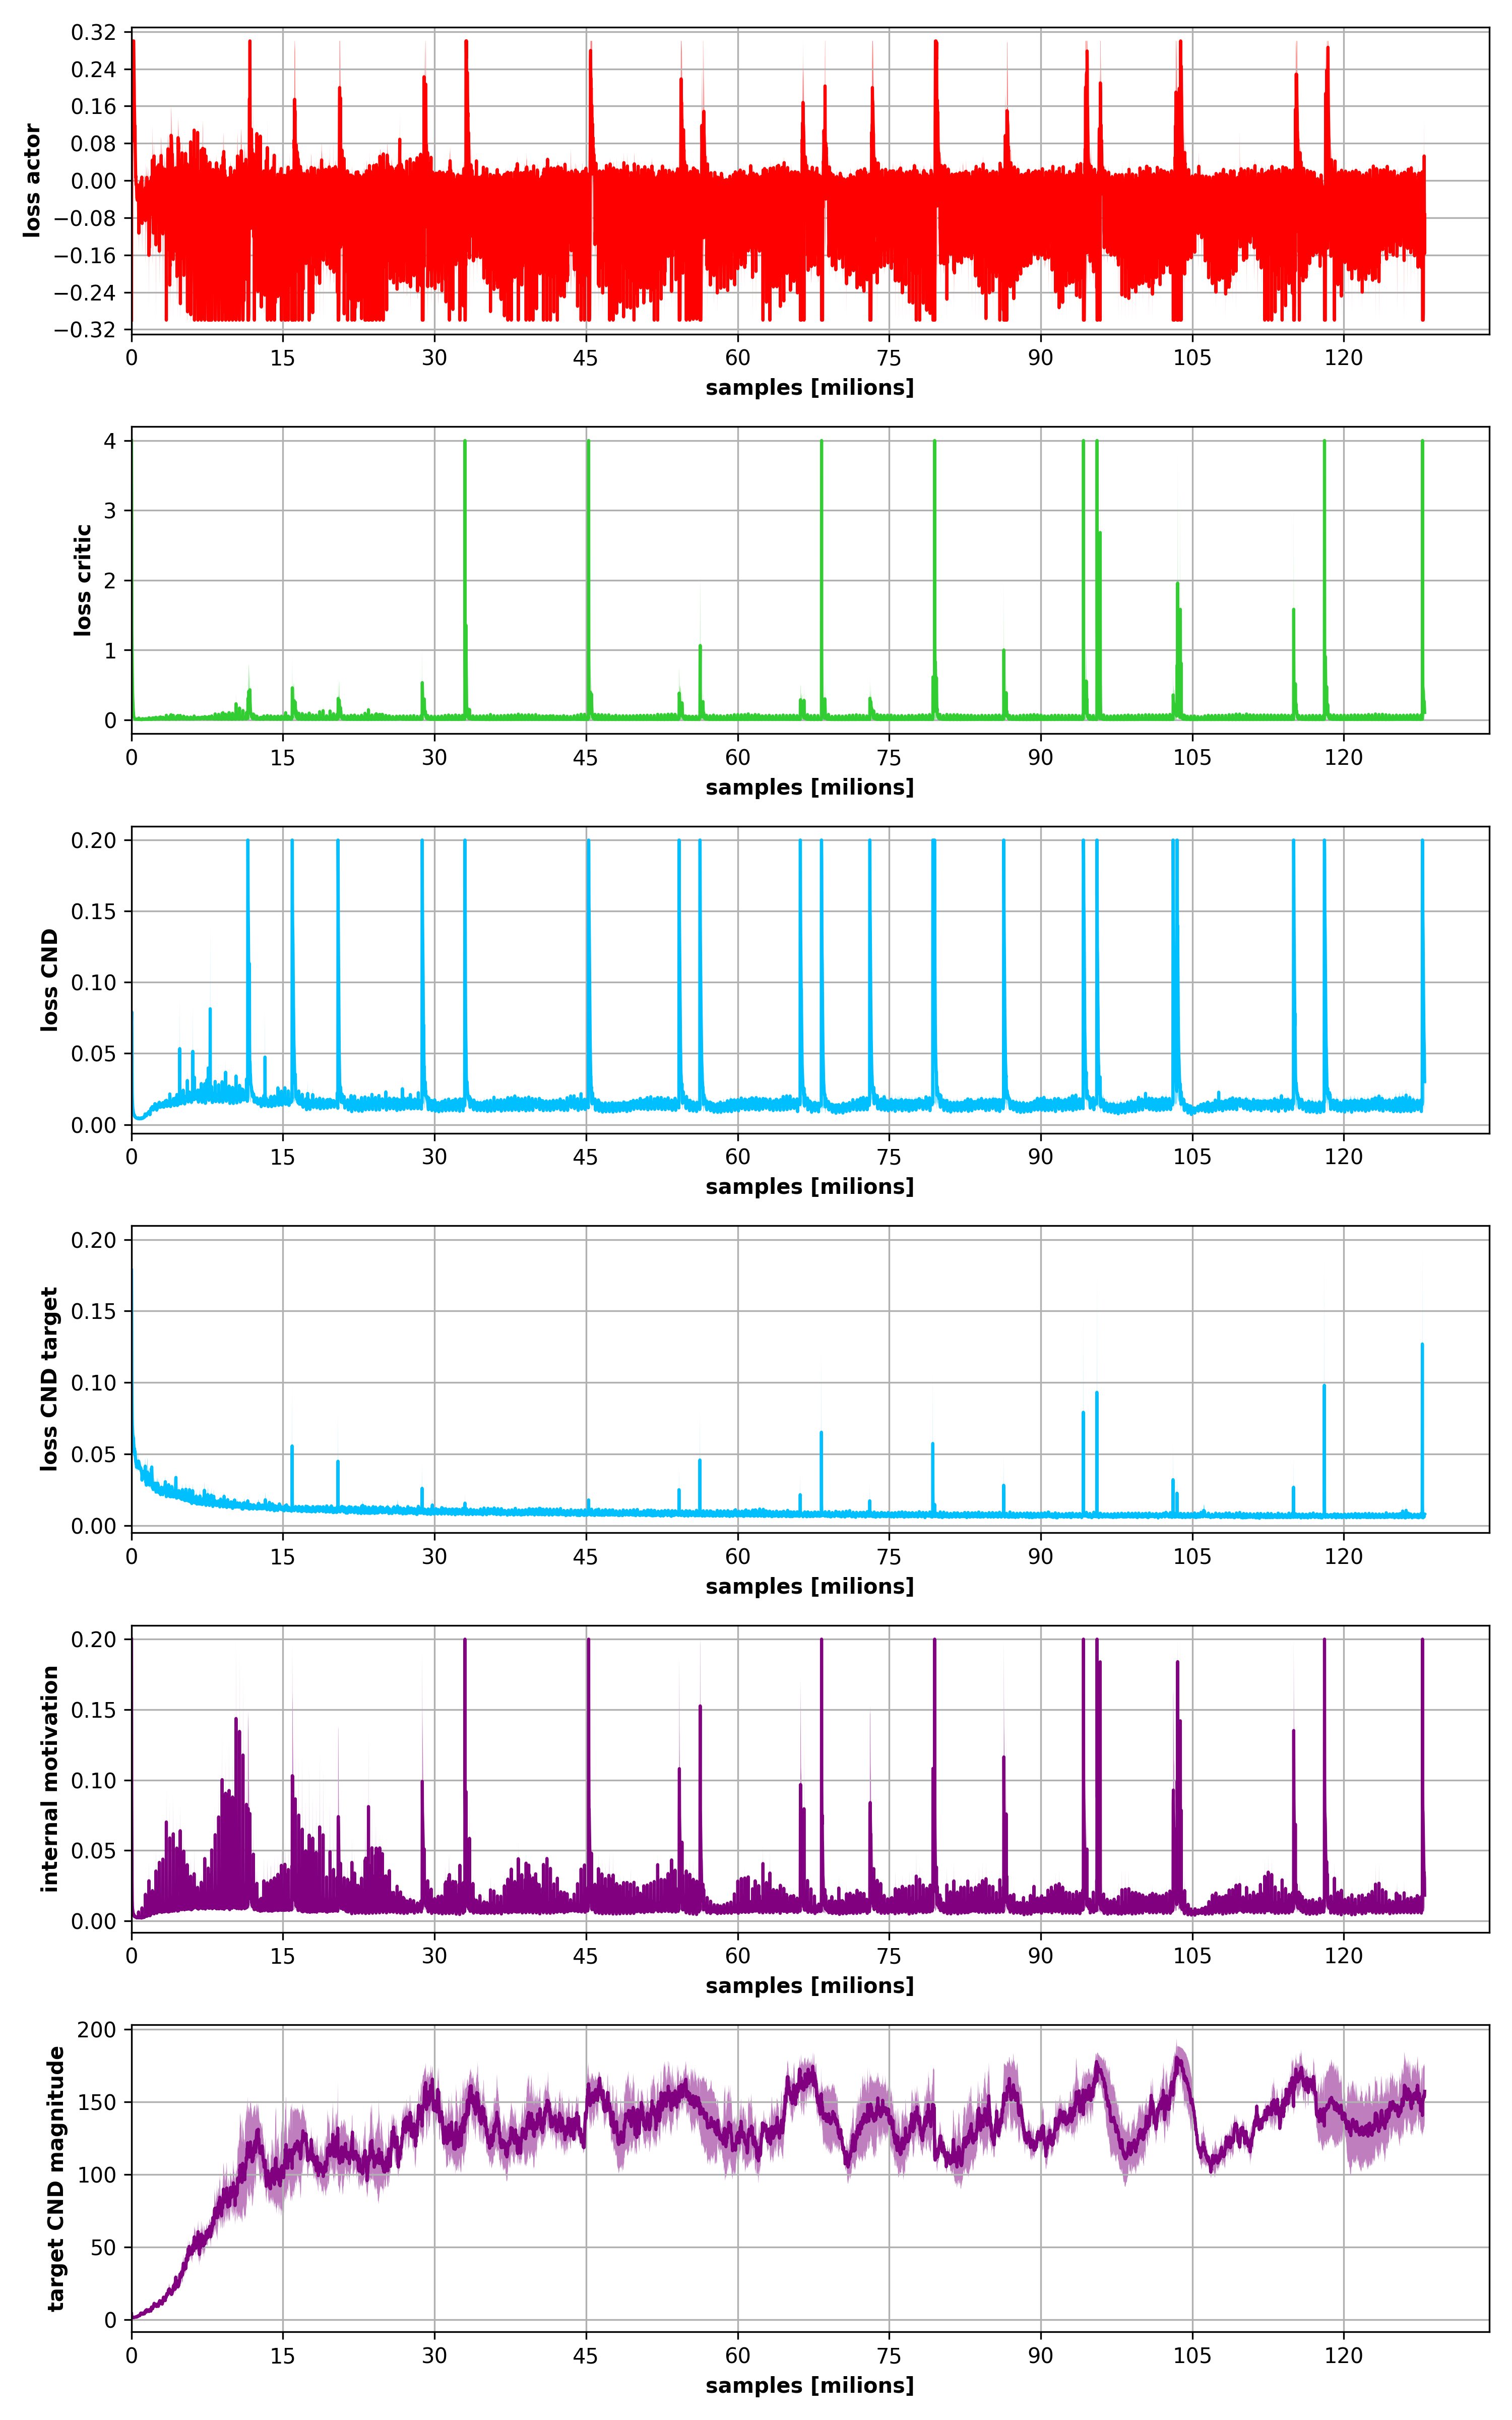 0.32
0.24
0.16
0.08
0.00
−0.08
−0.16
−0.24
−0.32
loss actor
0 15 30 45 60 75 90 105 120
samples [milions]
4
3
2
1
0
loss critic
0 15 30 45 60 75 90 105 120
samples [milions]
0.20
0.15
0.10
0.05
0.00
loss CND
0 15 30 45 60 75 90 105 120
samples [milions]
0.20
0.15
0.10
0.05
0.00
loss CND target
0 15 30 45 60 75 90 105 120
samples [milions]
0.20
0.15
0.10
0.05
0.00
internal motivation
0 15 30 45 60 75 90 105 120
samples [milions]
200
150
100
50
0
target CND magnitude
0 15 30 45 60 75 90 105 120
samples [milions]